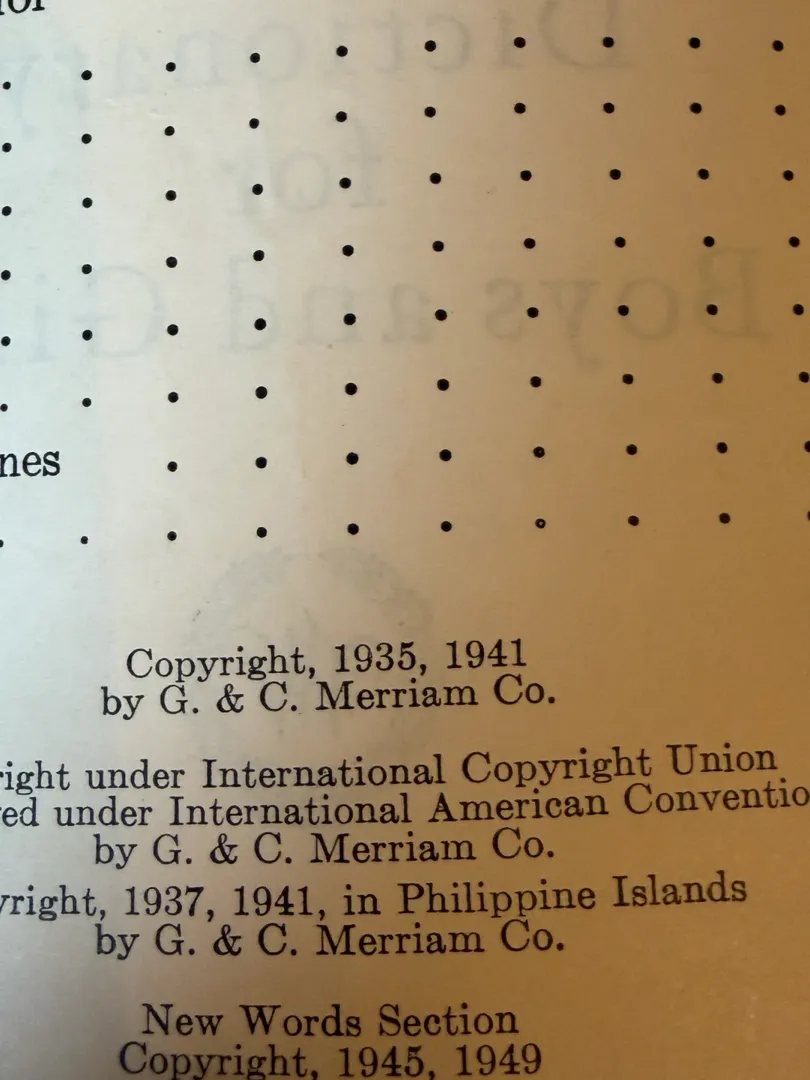 nes
Copyright, 1935, 1941
by G. & C. Merriam Co.
right under International Copyright Union
ed under International American Conventio
by G. & C. Merriam Co.
yright, 1937, 1941, in Philippine Islands
by G. & C. Merriam Co.
New Words Section
Copyright, 1945, 1949